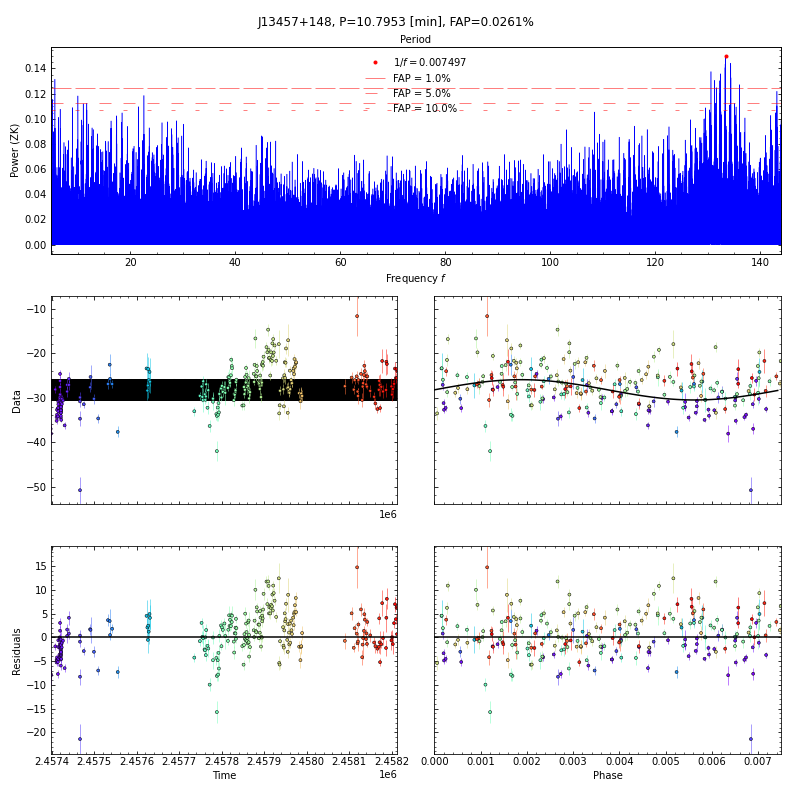 J13457+148, P=10.7953 [min], FAP=0.0261%
Period
Power (ZK)
0.14
0.12
0.10
0.08
0.06
0.04
0.02
0.00
1/f = 0.007497
FAP = 1.0%
FAP = 5.0%
FAP = 10.0%
20 40 60 80 100 120 140
Frequency f
Data
−10
−20
−30
−40
−50
1e6
Residuals
15
10
5
0
−5
−10
−15
−20
2.4574 2.4575 2.4576 2.4577 2.4578 2.4579 2.4580 2.4581 2.4582
Time
1e6
0.000 0.001 0.002 0.003 0.004 0.005 0.006 0.007
Phase